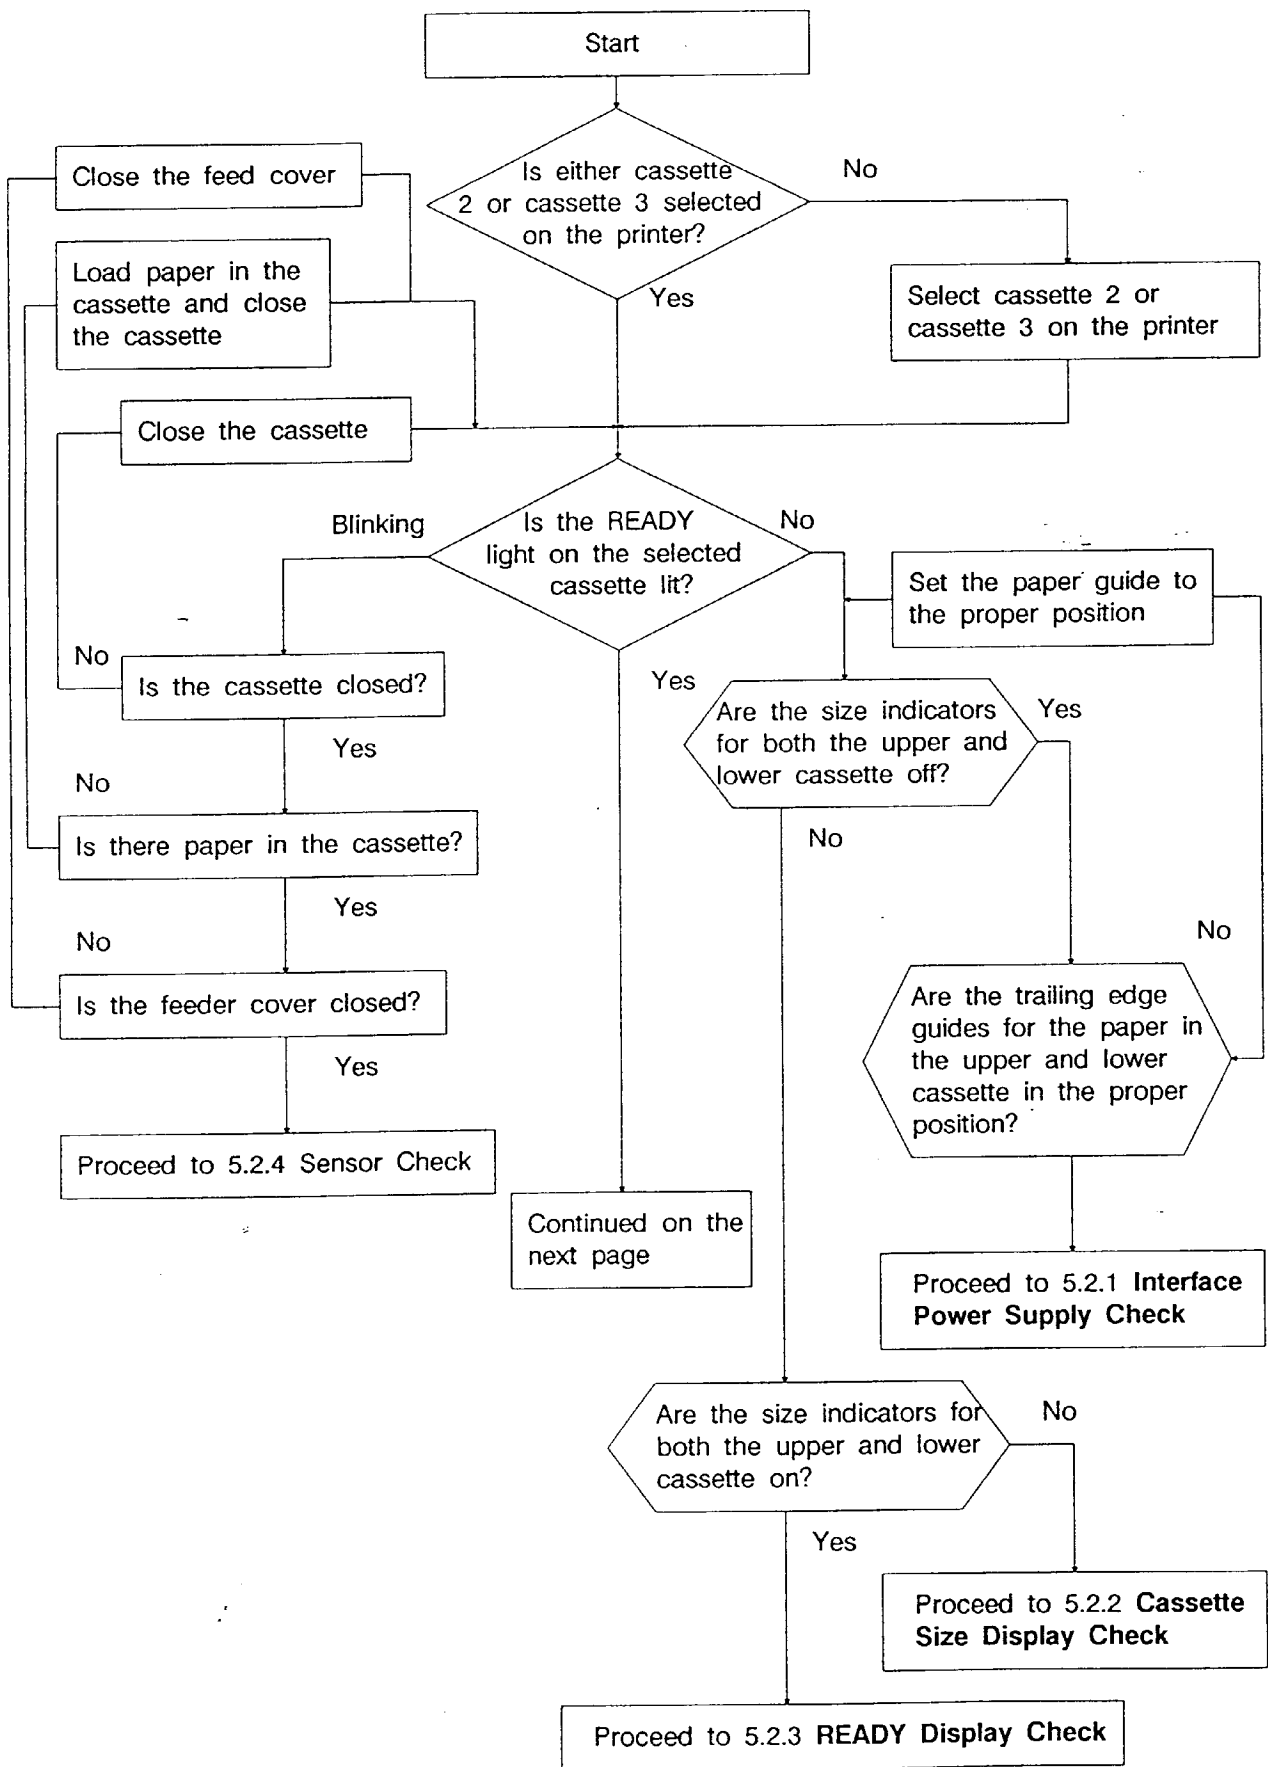 Start
Is either cassette
2 or cassette 3 selected
on the printer?
No
Yes
Select cassette 2 or
cassette 3 on the printer
Close the feed cover
Load paper in the
cassette and close
the cassette
Close the cassette
Is the READY
light on the selected
cassette lit?
Blinking
No
Yes
Set the paper guide to
the proper position
No
Is the cassette closed?
Yes
No
Is there paper in the cassette?
Yes
No
Is the feeder cover closed?
Yes
Proceed to 5.2.4 Sensor Check
Continued on the
next page
Are the size indicators
for both the upper and
lower cassette off?
Yes
No
No
Are the trailing edge
guides for the paper in
the upper and lower
cassette in the proper
position?
Proceed to 5.2.1 Interface
Power Supply Check
Are the size indicators for
both the upper and lower
cassette on?
No
Yes
Proceed to 5.2.2 Cassette
Size Display Check
Proceed to 5.2.3 READY Display Check